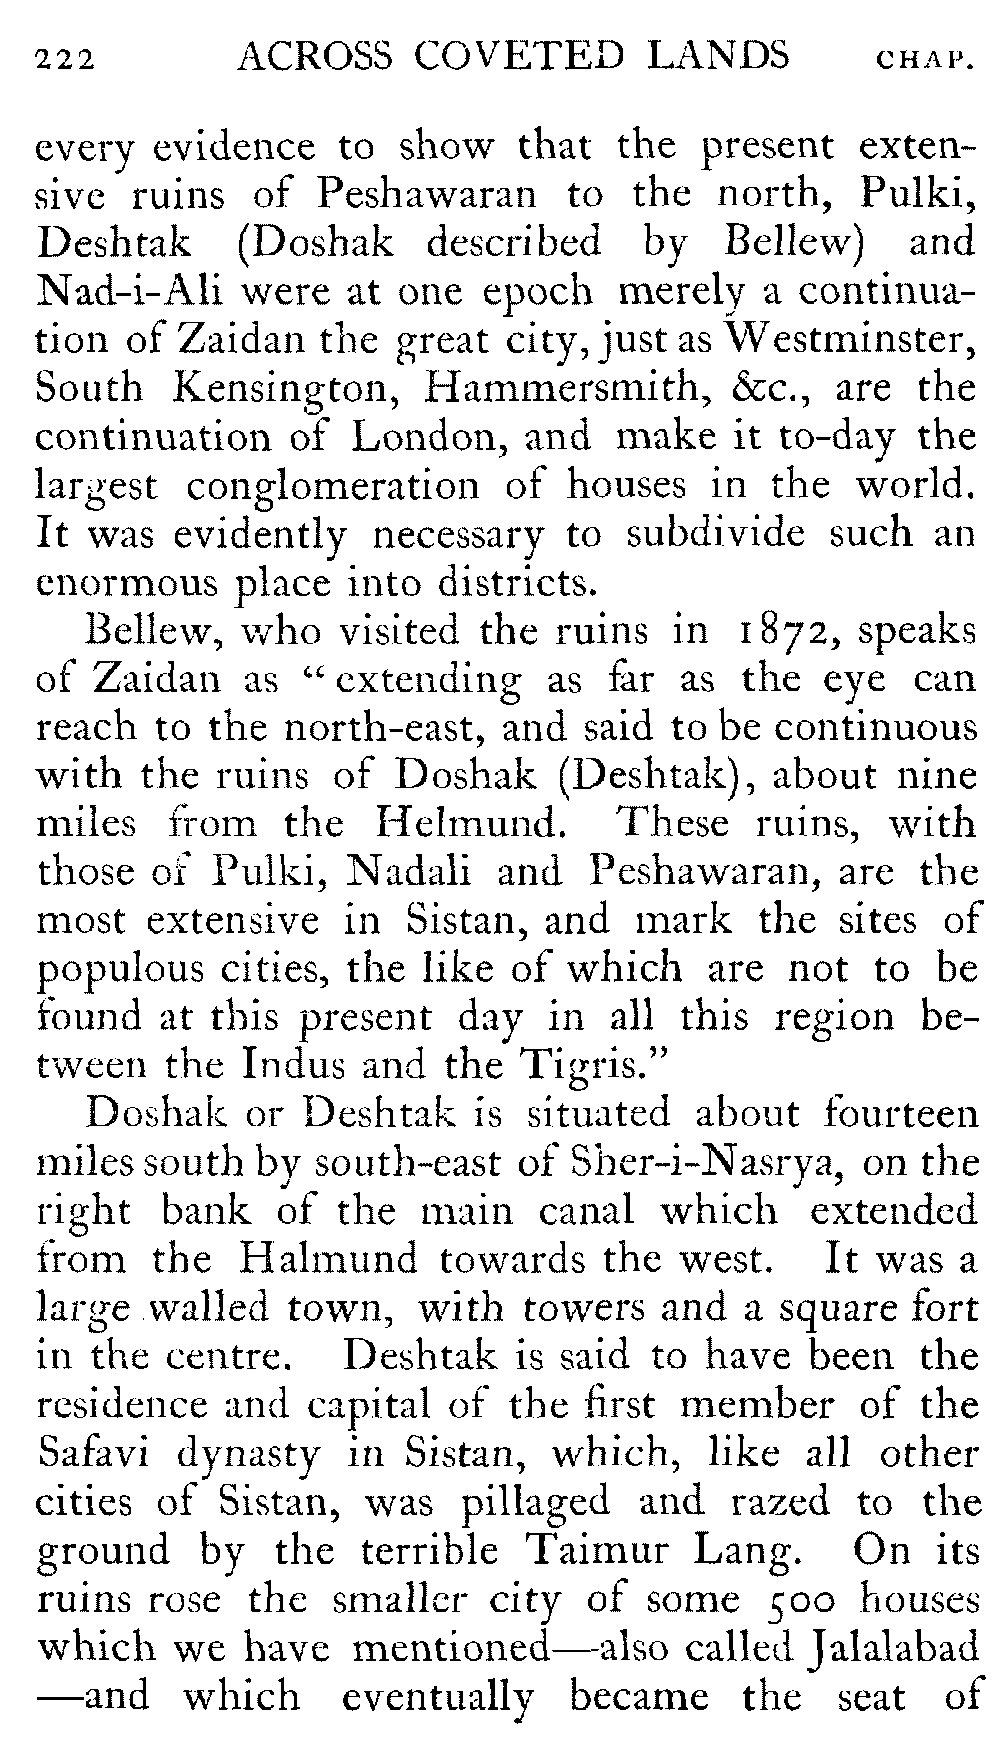 222 ACROSS COVETED LANDS CHAP.
every evidence to show that the present exten-
sive ruins of Peshawaran to the north, Pulki,
Deshtak (Doshak described by Bellew) and
Nad-i-Ali were at one epoch merely a continua-
tion of Zaidan the great city, just as Westminster,
South Kensington, Hammersmith, &c., are the
continuation of London, and make it to-day the
largest conglomeration of houses in the world.
It was evidently necessary to subdivide such an
enormous place into districts.
Bellew, who visited the ruins in 1872, speaks
of Zaidan as “extending as far as the eye can
reach to the north-east, and said to be continuous
with the ruins of Doshak (Deshtak), about nine
miles from the Helmund. These ruins, with
those of Pulki, Nadali and Peshawaran, are the
most extensive in Sistan, and mark the sites of
populous cities, the like of which are not to be
found at this present day in all this region be-
tween the Indus and the Tigris.”
Doshak or Deshtak is situated about fourteen
miles south by south-east of Sher-i-Nasrya, on the
right bank of the main canal which extended
from the Halmund towards the west. It was a
large walled town, with towers and a square fort
in the centre. Deshtak is said to have been the
residence and capital of the first member of the
Safavi dynasty in Sistan, which, like all other
cities of Sistan, was pillaged and razed to the
ground by the terrible Taimur Lang. On its
ruins rose the smaller city of some 500 houses
which we have mentioned—also called Jalalabad
—and which eventually became the seat of